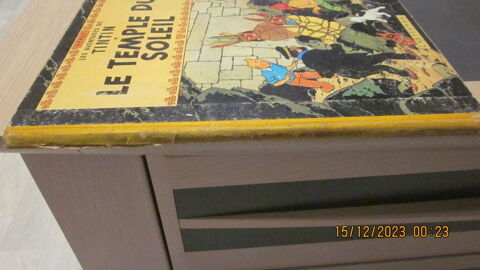 LES AVENTURES DE
TINTIN
LE TEMPLE DU
SOLEIL
15/12/2023 00:23